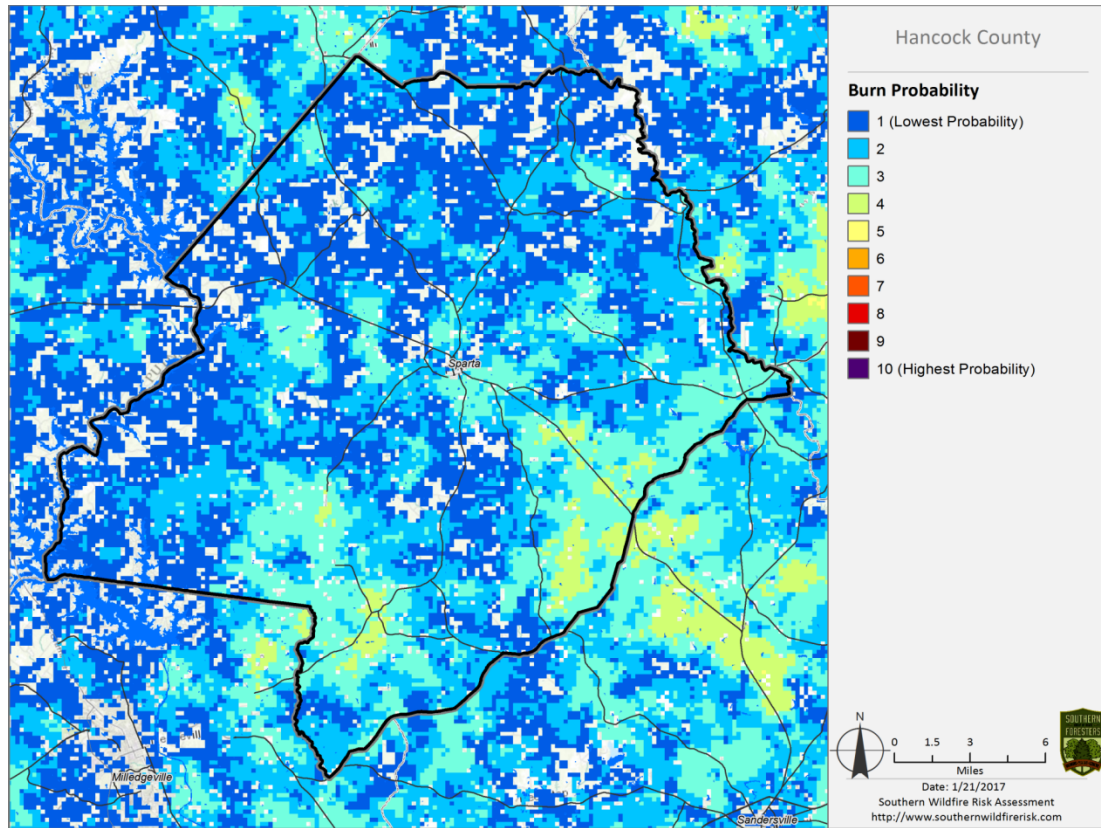 Hancock County
Burn Probability
1 (Lowest Probability)
2
3
4
5
6
7
8
9
10 (Highest Probability)
Sparta
Milledgeville
Sandersville
N
0 1.5 3 6
Miles
Date: 1/21/2017
Southern Wildfire Risk Assessment
http://www.southernwildfirerisk.com
SOUTHERN
FORESTERS